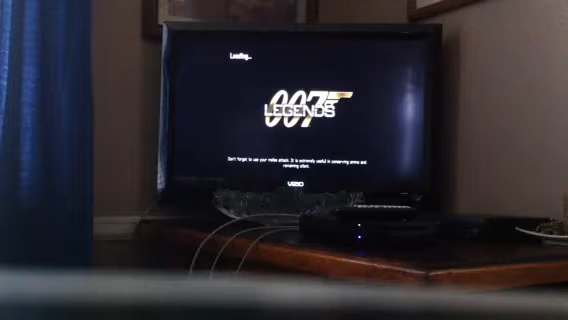 Loading...
007
LEGENDS
Don't forget to use your melee attack. It is extremely useful in conserving ammo and
remaining silent.
VIZIO